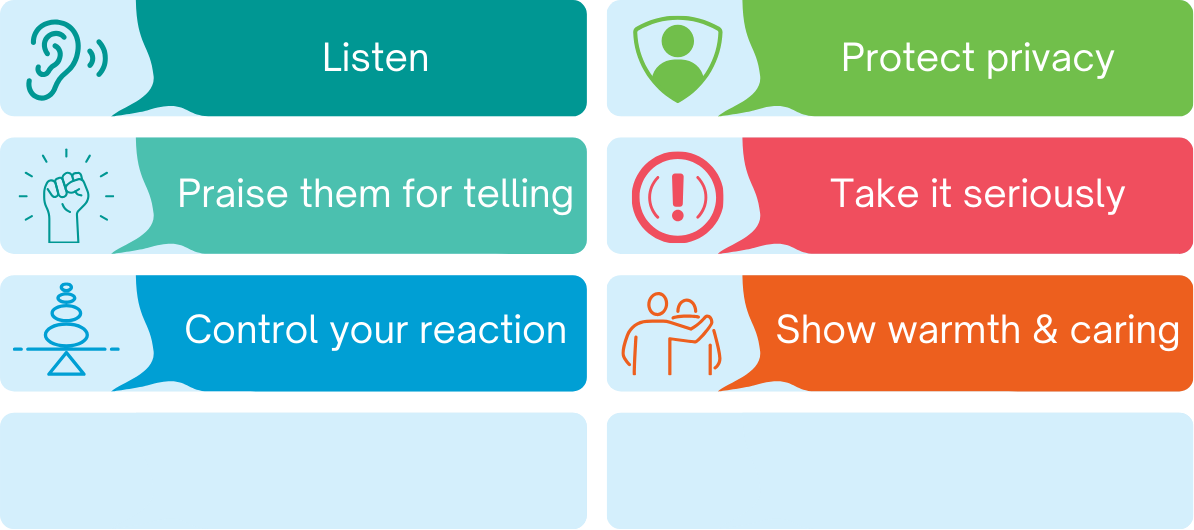 Listen
Protect privacy
Praise them for telling
Take it seriously
Control your reaction
Show warmth & caring